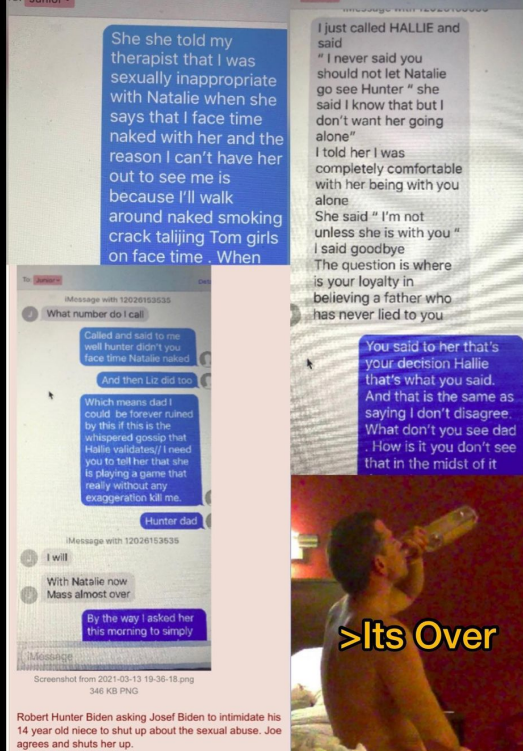 She she told my
therapist that I was
sexually inappropriate
with Natalie when she
says that I face time
naked with her and the
reason I can't have her
out to see me is
because I'll walk
around naked smoking
crack talijing Tom girls
on face time . When
I just called HALLIE and
said
" I never said you
should not let Natalie
go see Hunter " she
said I know that but I
don't want her going
alone"
I told her I was
completely comfortable
with her being with you
alone
She said " I'm not
unless she is with you "
I said goodbye
The question is where
is your loyalty in
believing a father who
has never lied to you
You said to her that's
your decision Hallie
that's what you said.
And that is the same as
saying I don't disagree.
What don't you see dad
. How is it you don't see
that in the midst of it
To: Junior
iMessage with 12026153535
What number do I call
Called and said to me
well hunter didn't you
face time Natalie naked
And then Liz did too
Which means dad I
could be forever ruined
by this if this is the
whispered gossip that
Hallie validates// I need
you to tell her that she
is playing a game that
really without any
exaggeration kill me.
Hunter dad
iMessage with 12026153535
I will
With Natalie now
Mass almost over
By the way I asked her
this morning to simply
iMessage
Screenshot from 2021-03-13 19-36-18.png
346 KB PNG
Robert Hunter Biden asking Josef Biden to intimidate his
14 year old niece to shut up about the sexual abuse. Joe
agrees and shuts her up.
>Its Over